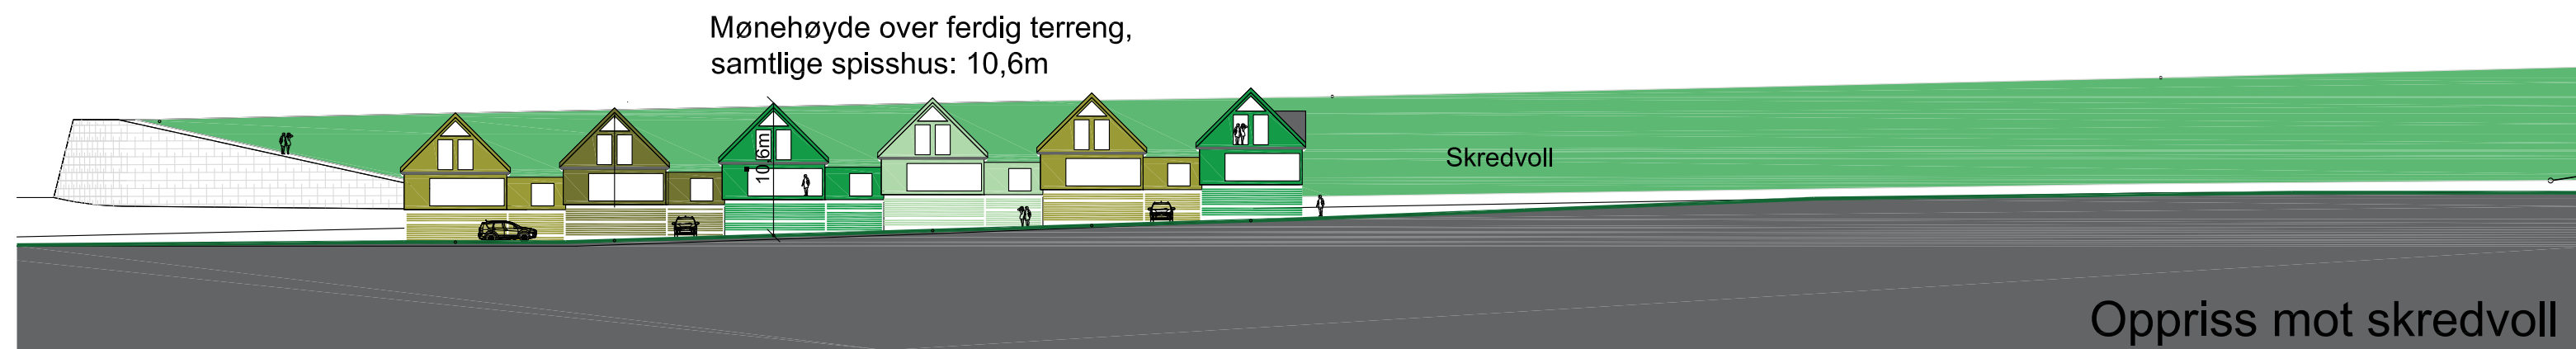 Mønehøyde over ferdig terreng,
samtlige spisshus: 10,6m
10,6m
Skredvoll
Oppriss mot skredvoll